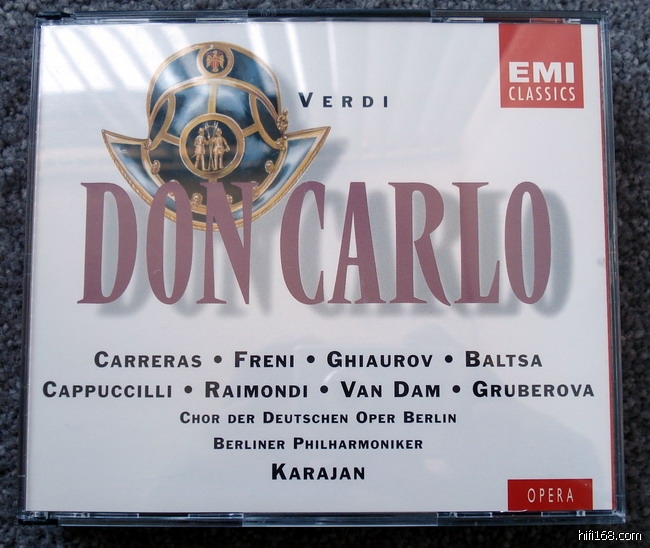 EMI
CLASSICS
VERDI
DON CARLO
CARRERAS • FRENI • GHIAUROV • BALTSA
CAPPUCCILLI • RAIMONDI • VAN DAM • GRUBEROVA
CHOR DER DEUTSCHEN OPER BERLIN
BERLINER PHILHARMONIKER
KARAJAN
OPERA
hifi168.com